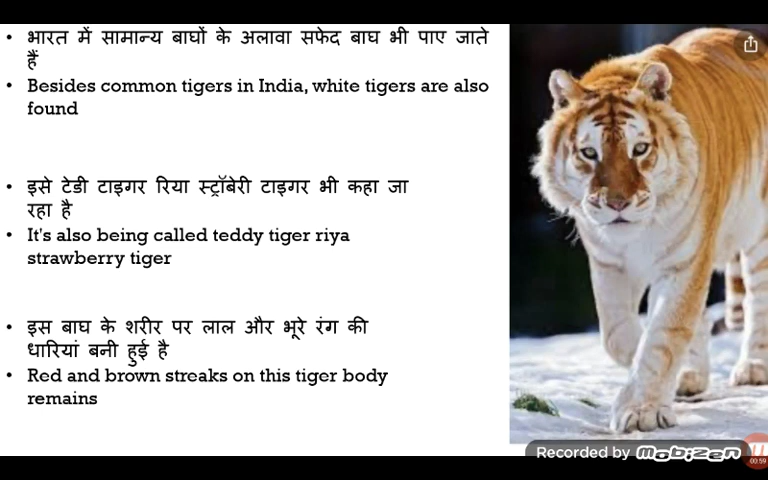 • भारत में सामान्य बाघों के अलावा सफेद बाघ भी पाए जाते
हैं
• Besides common tigers in India, white tigers are also
found
• इसे टेडी टाइगर रिया स्ट्रॉबेरी टाइगर भी कहा जा
रहा है
• It's also being called teddy tiger riya
strawberry tiger
• इस बाघ के शरीर पर लाल और भूरे रंग की
धारियां बनी हुई है
• Red and brown streaks on this tiger body
remains
Recorded by mobizen
00:59